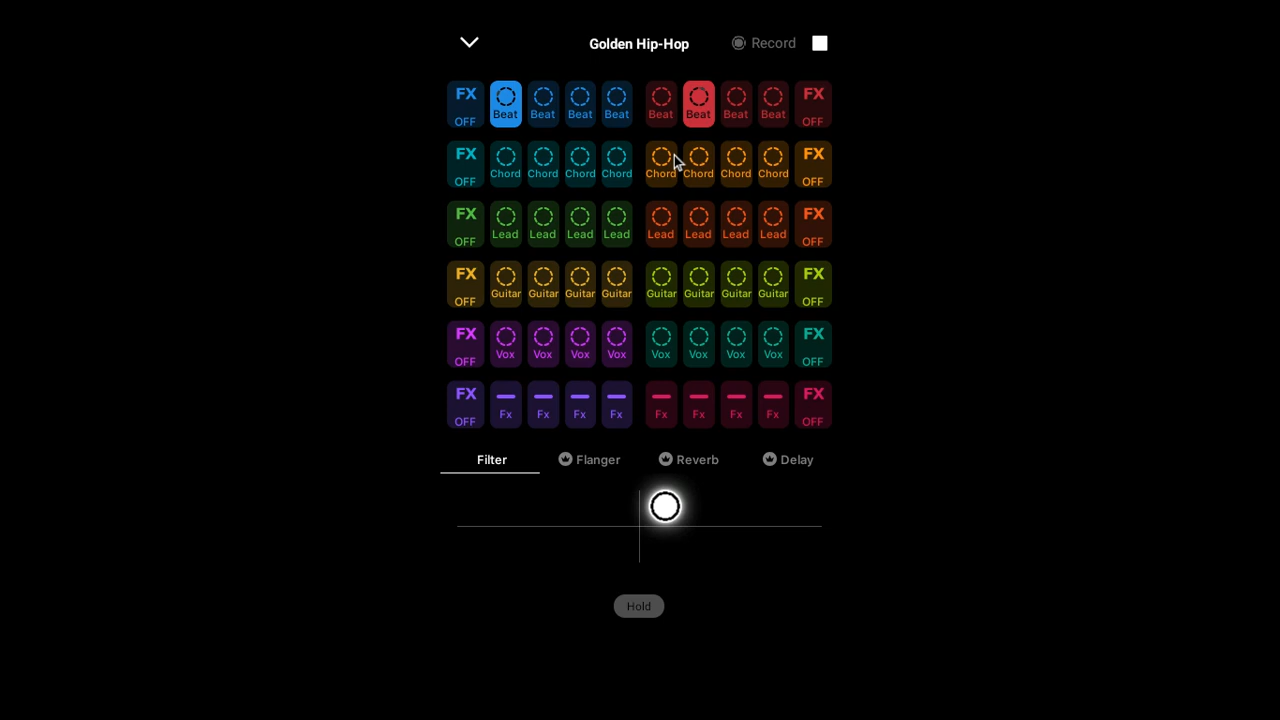 Golden Hip-Hop Record
FX Beat Beat Beat Beat Beat Beat Beat Beat FX
OFF OFF
FX Chord Chord Chord Chord Chord Chord Chord Chord FX
OFF OFF
FX Lead Lead Lead Lead Lead Lead Lead Lead FX
OFF OFF
FX Guitar Guitar Guitar Guitar Guitar Guitar Guitar Guitar FX
OFF OFF
FX Vox Vox Vox Vox Vox Vox Vox Vox FX
OFF OFF
FX Fx Fx Fx Fx Fx Fx Fx Fx FX
OFF OFF
Filter Flanger Reverb Delay
Hold